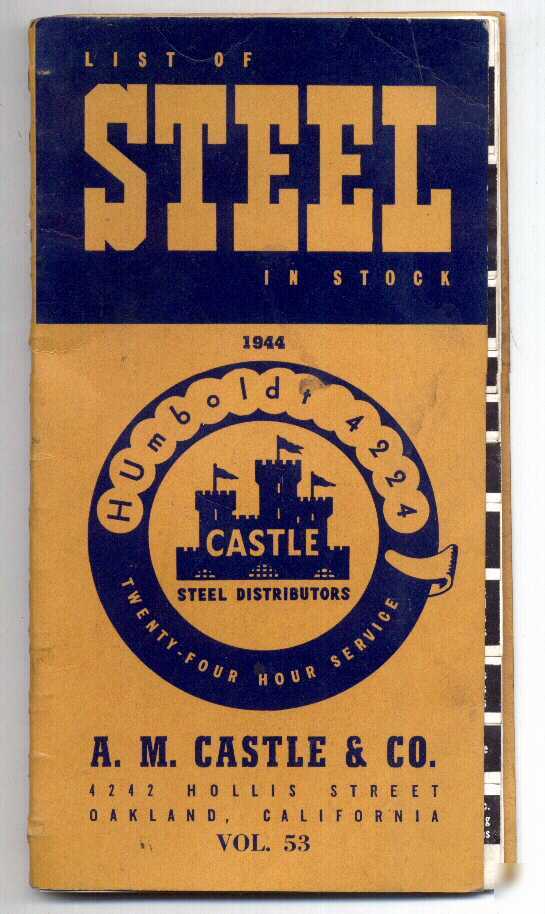 LIST OF
STEEL
IN STOCK
1944
HUmboldt 4224
CASTLE
STEEL DISTRIBUTORS
TWENTY-FOUR HOUR SERVICE
A. M. CASTLE & CO.
4242 HOLLIS STREET
OAKLAND, CALIFORNIA
VOL. 53